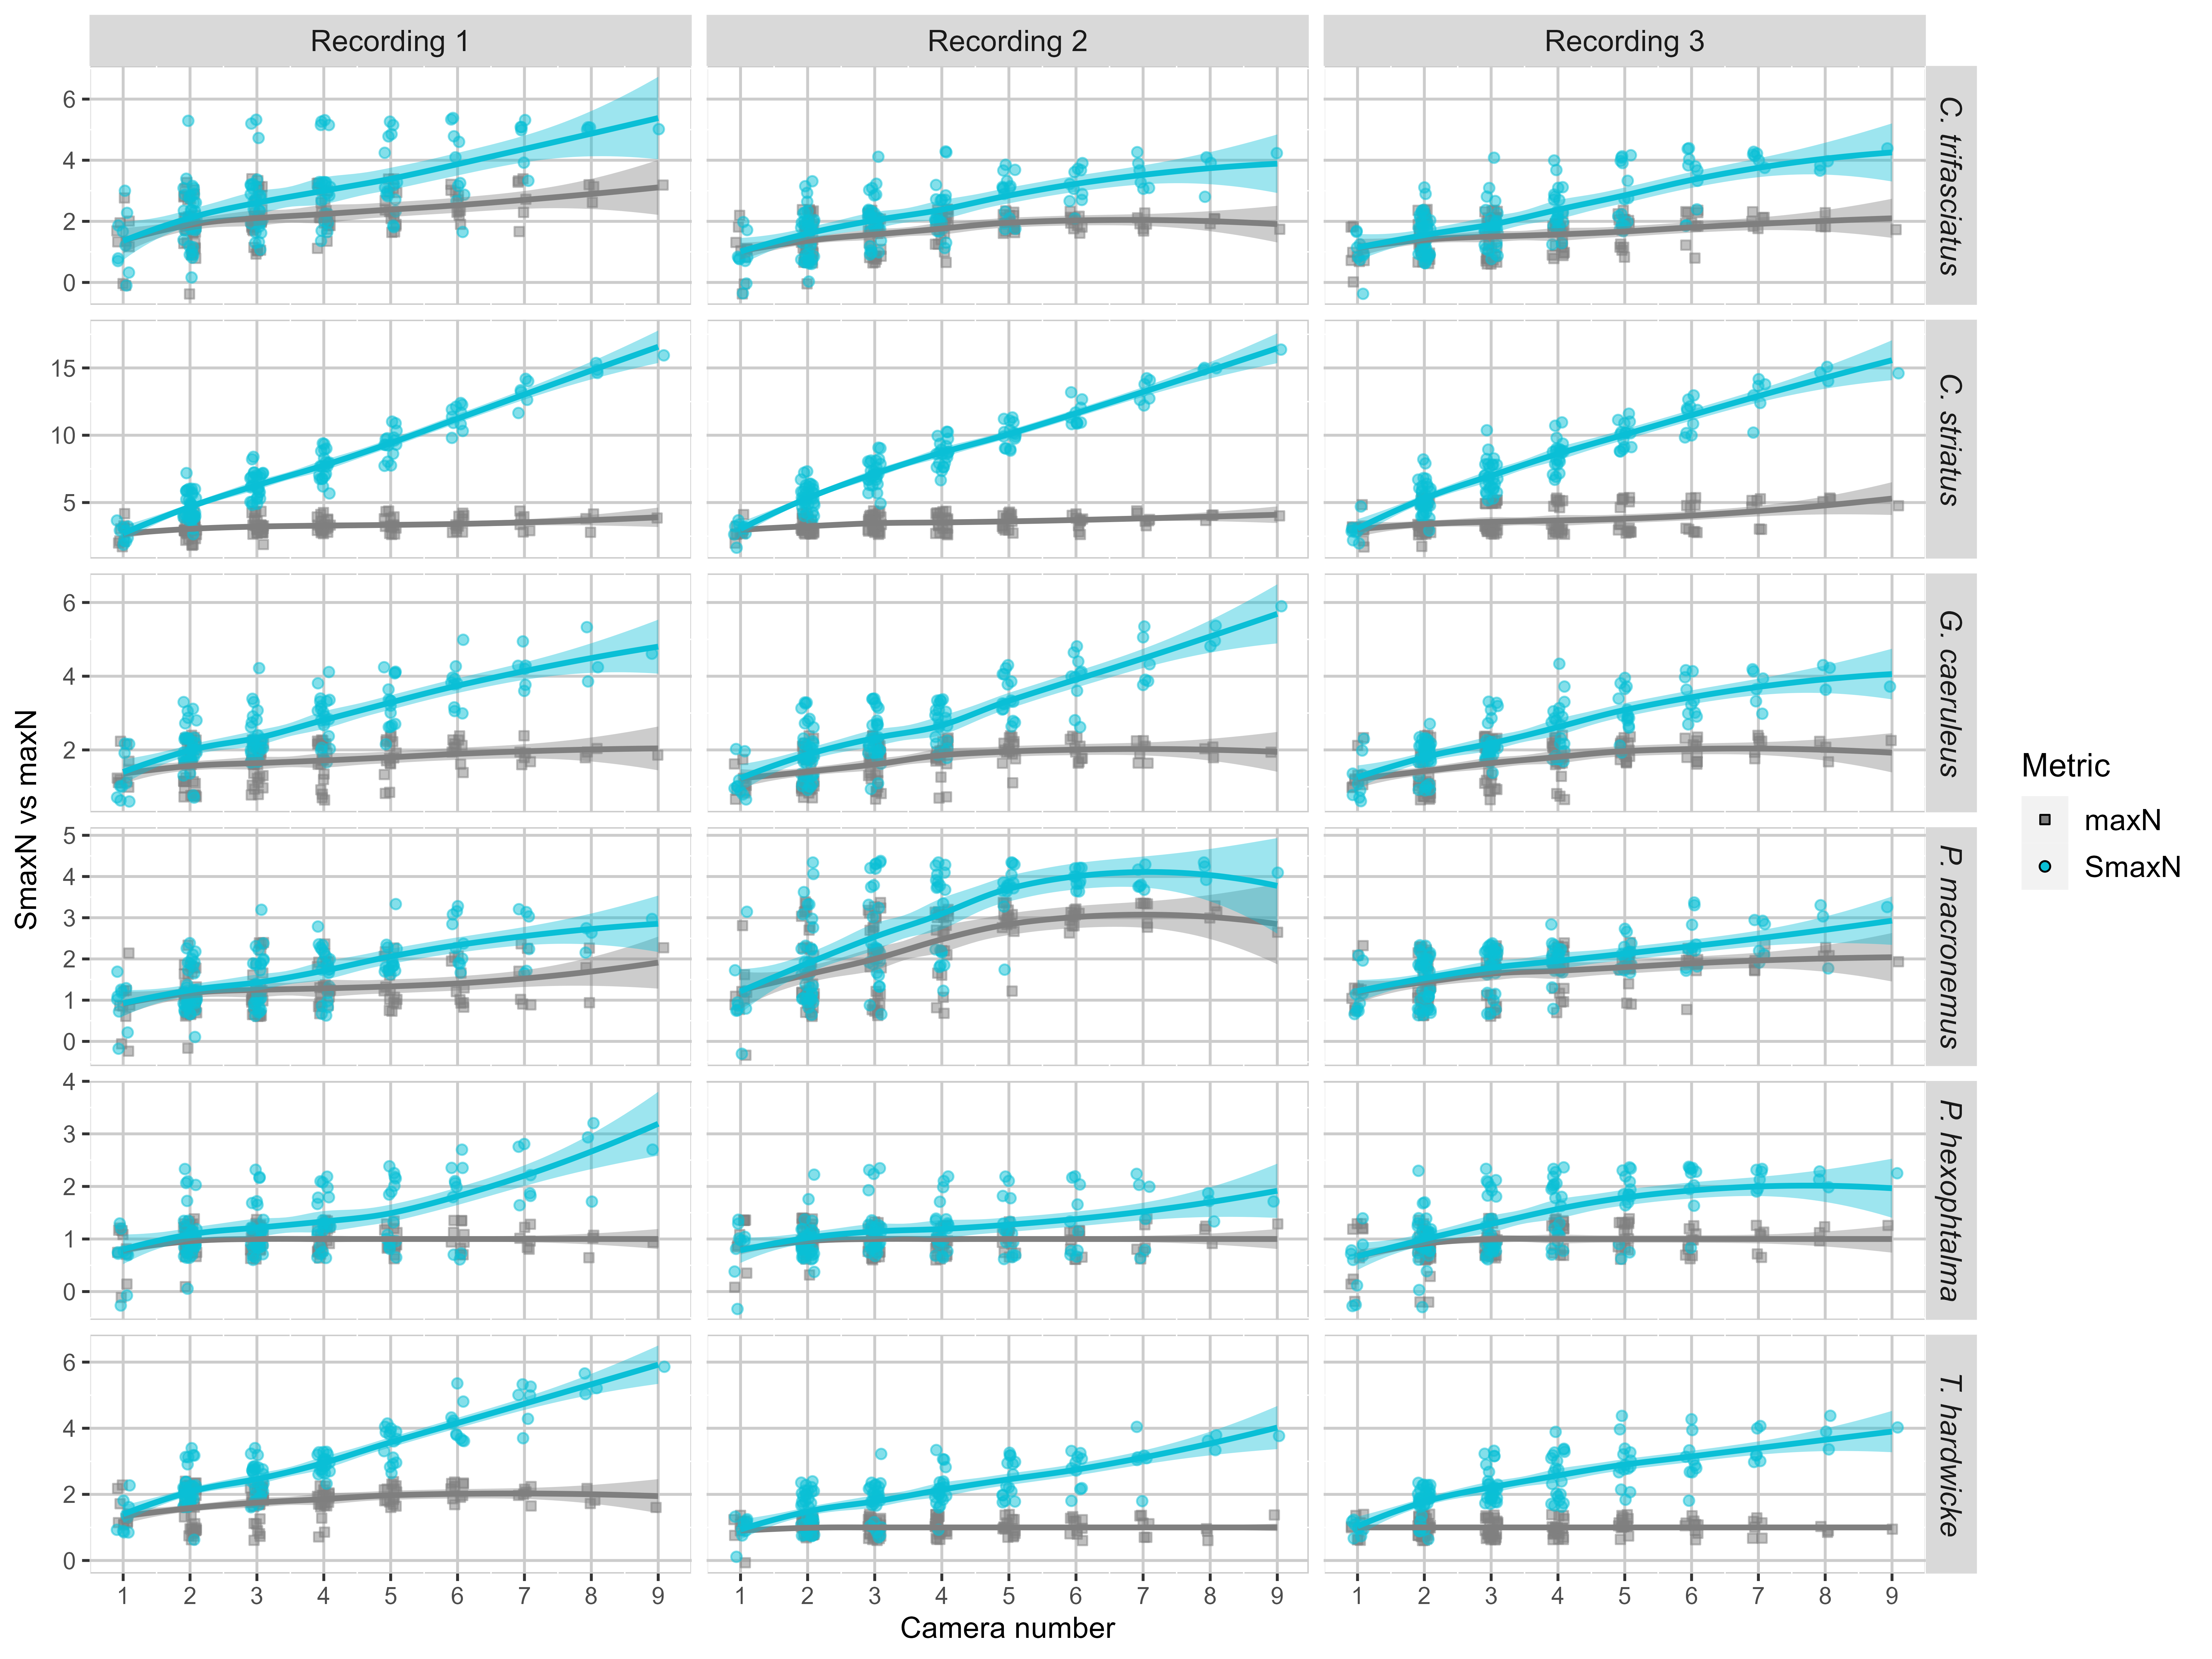 Recording 1
Recording 2
Recording 3
6
4
2
0
C. trifasciatus
15
10
5
C. striatus
6
4
2
G. caeruleus
5
4
3
2
1
0
P. macronemus
4
3
2
1
0
P. hexophtalma
6
4
2
0
T. hardwicke
1 2 3 4 5 6 7 8 9
1 2 3 4 5 6 7 8 9
1 2 3 4 5 6 7 8 9
Camera number
SmaxN vs maxN
Metric
maxN
SmaxN